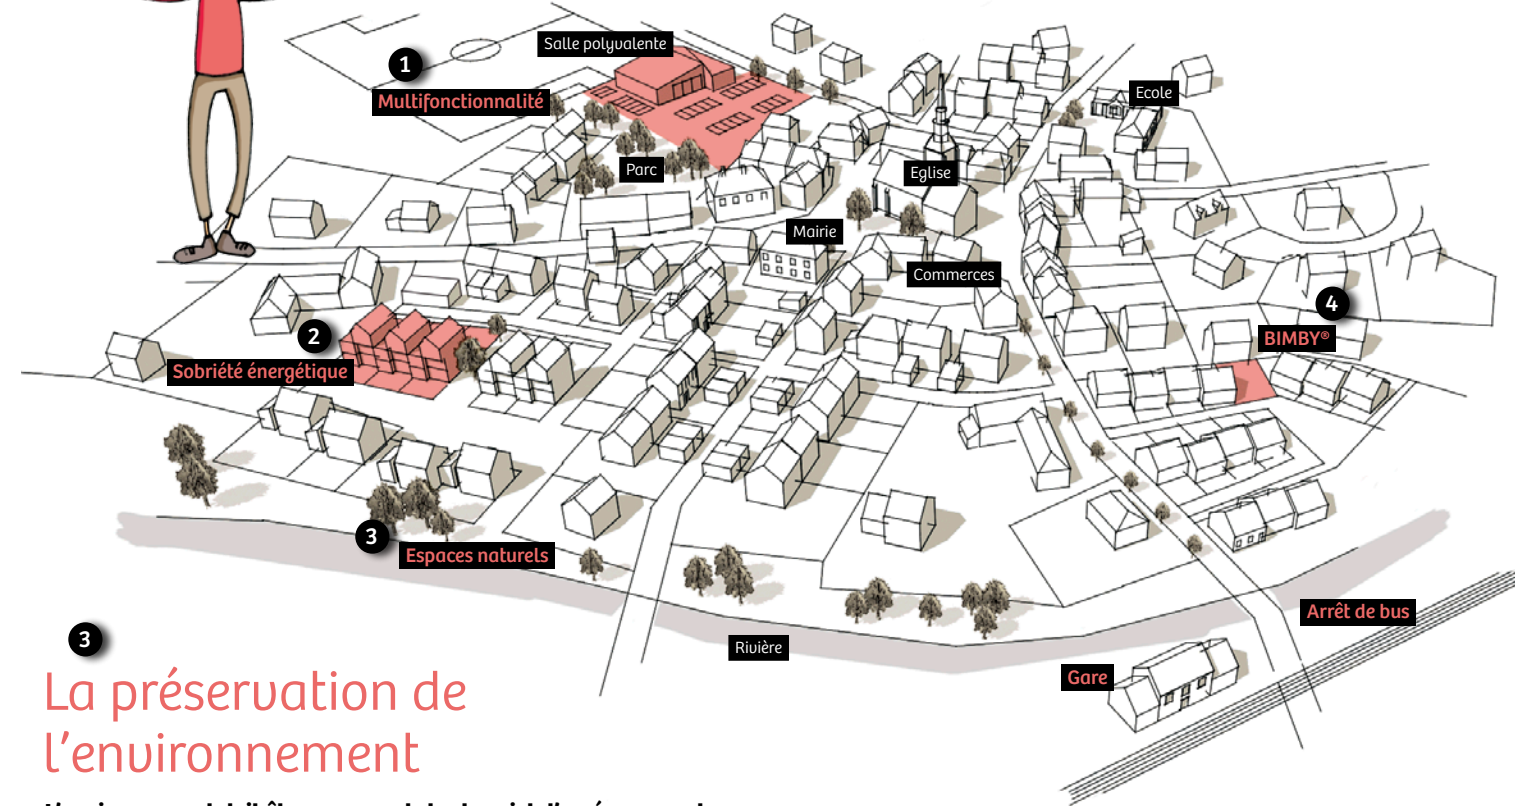 Salle polyvalente
1
Multifonctionnalité
Ecole
Parc
Eglise
Mairie
Commerces
4
BIMBY®
2
Sobriété énergétique
3
Espaces naturels
Arrêt de bus
Rivière
Gare
3
La préservation de
l’environnement